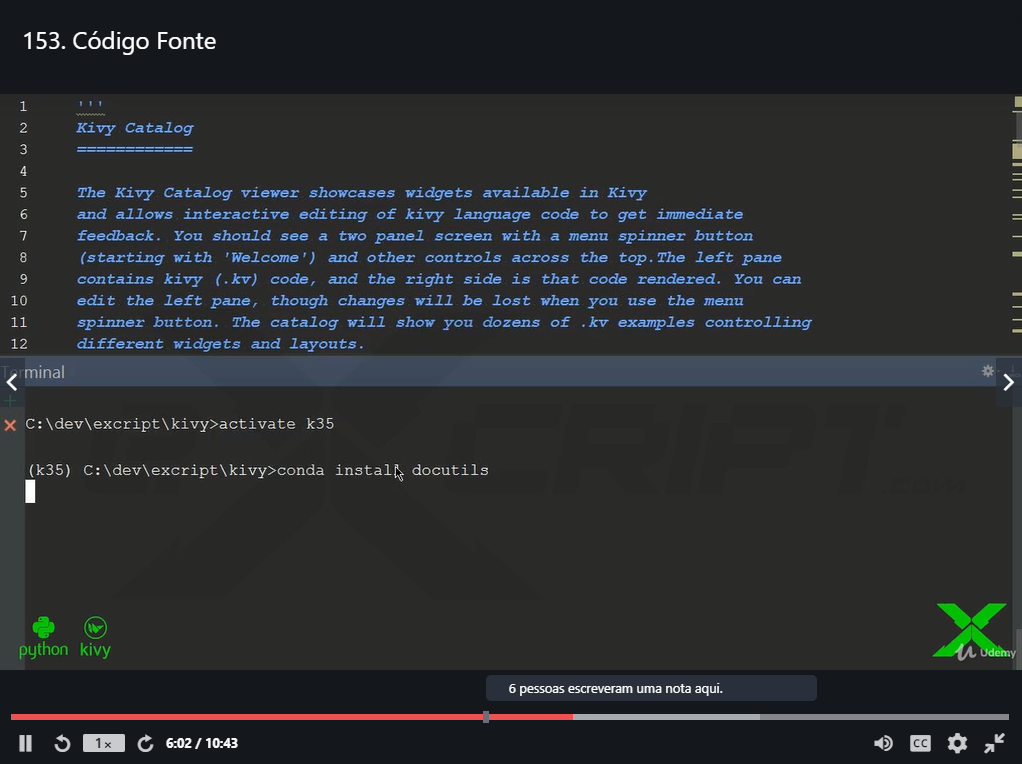 153. Código Fonte
1 '''
2 Kivy Catalog
3 ============
4
5 The Kivy Catalog viewer showcases widgets available in Kivy
6 and allows interactive editing of kivy language code to get immediate
7 feedback. You should see a two panel screen with a menu spinner button
8 (starting with 'Welcome') and other controls across the top.The left pane
9 contains kivy (.kv) code, and the right side is that code rendered. You can
10 edit the left pane, though changes will be lost when you use the menu
11 spinner button. The catalog will show you dozens of .kv examples controlling
12 different widgets and layouts.
Terminal
C:\dev\excript\kivy>activate k35
(k35) C:\dev\excript\kivy>conda install docutils
EXCRIPT
.com
python kivy
Udemy
6 pessoas escreveram uma nota aqui.
1x 6:02 / 10:43 CC